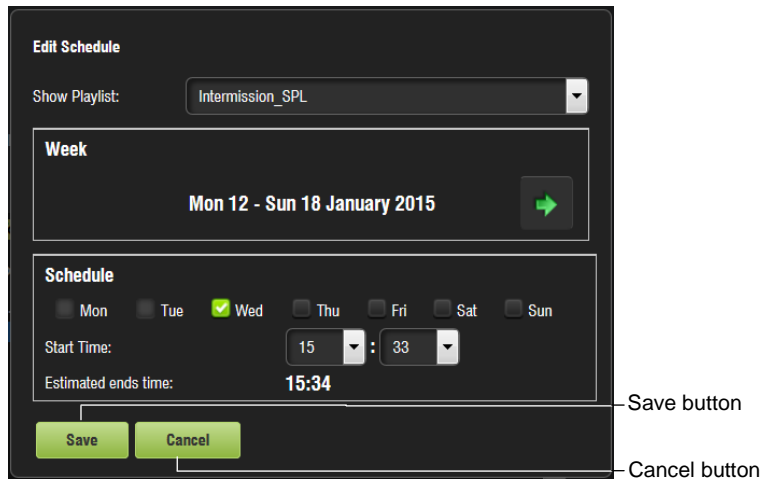 Edit Schedule
Show Playlist: Intermission_SPL
Week
Mon 12 - Sun 18 January 2015
Schedule
Mon Tue Wed Thu Fri Sat Sun
Start Time: 15 : 33
Estimated ends time: 15:34
Save button
Save Cancel
Cancel button